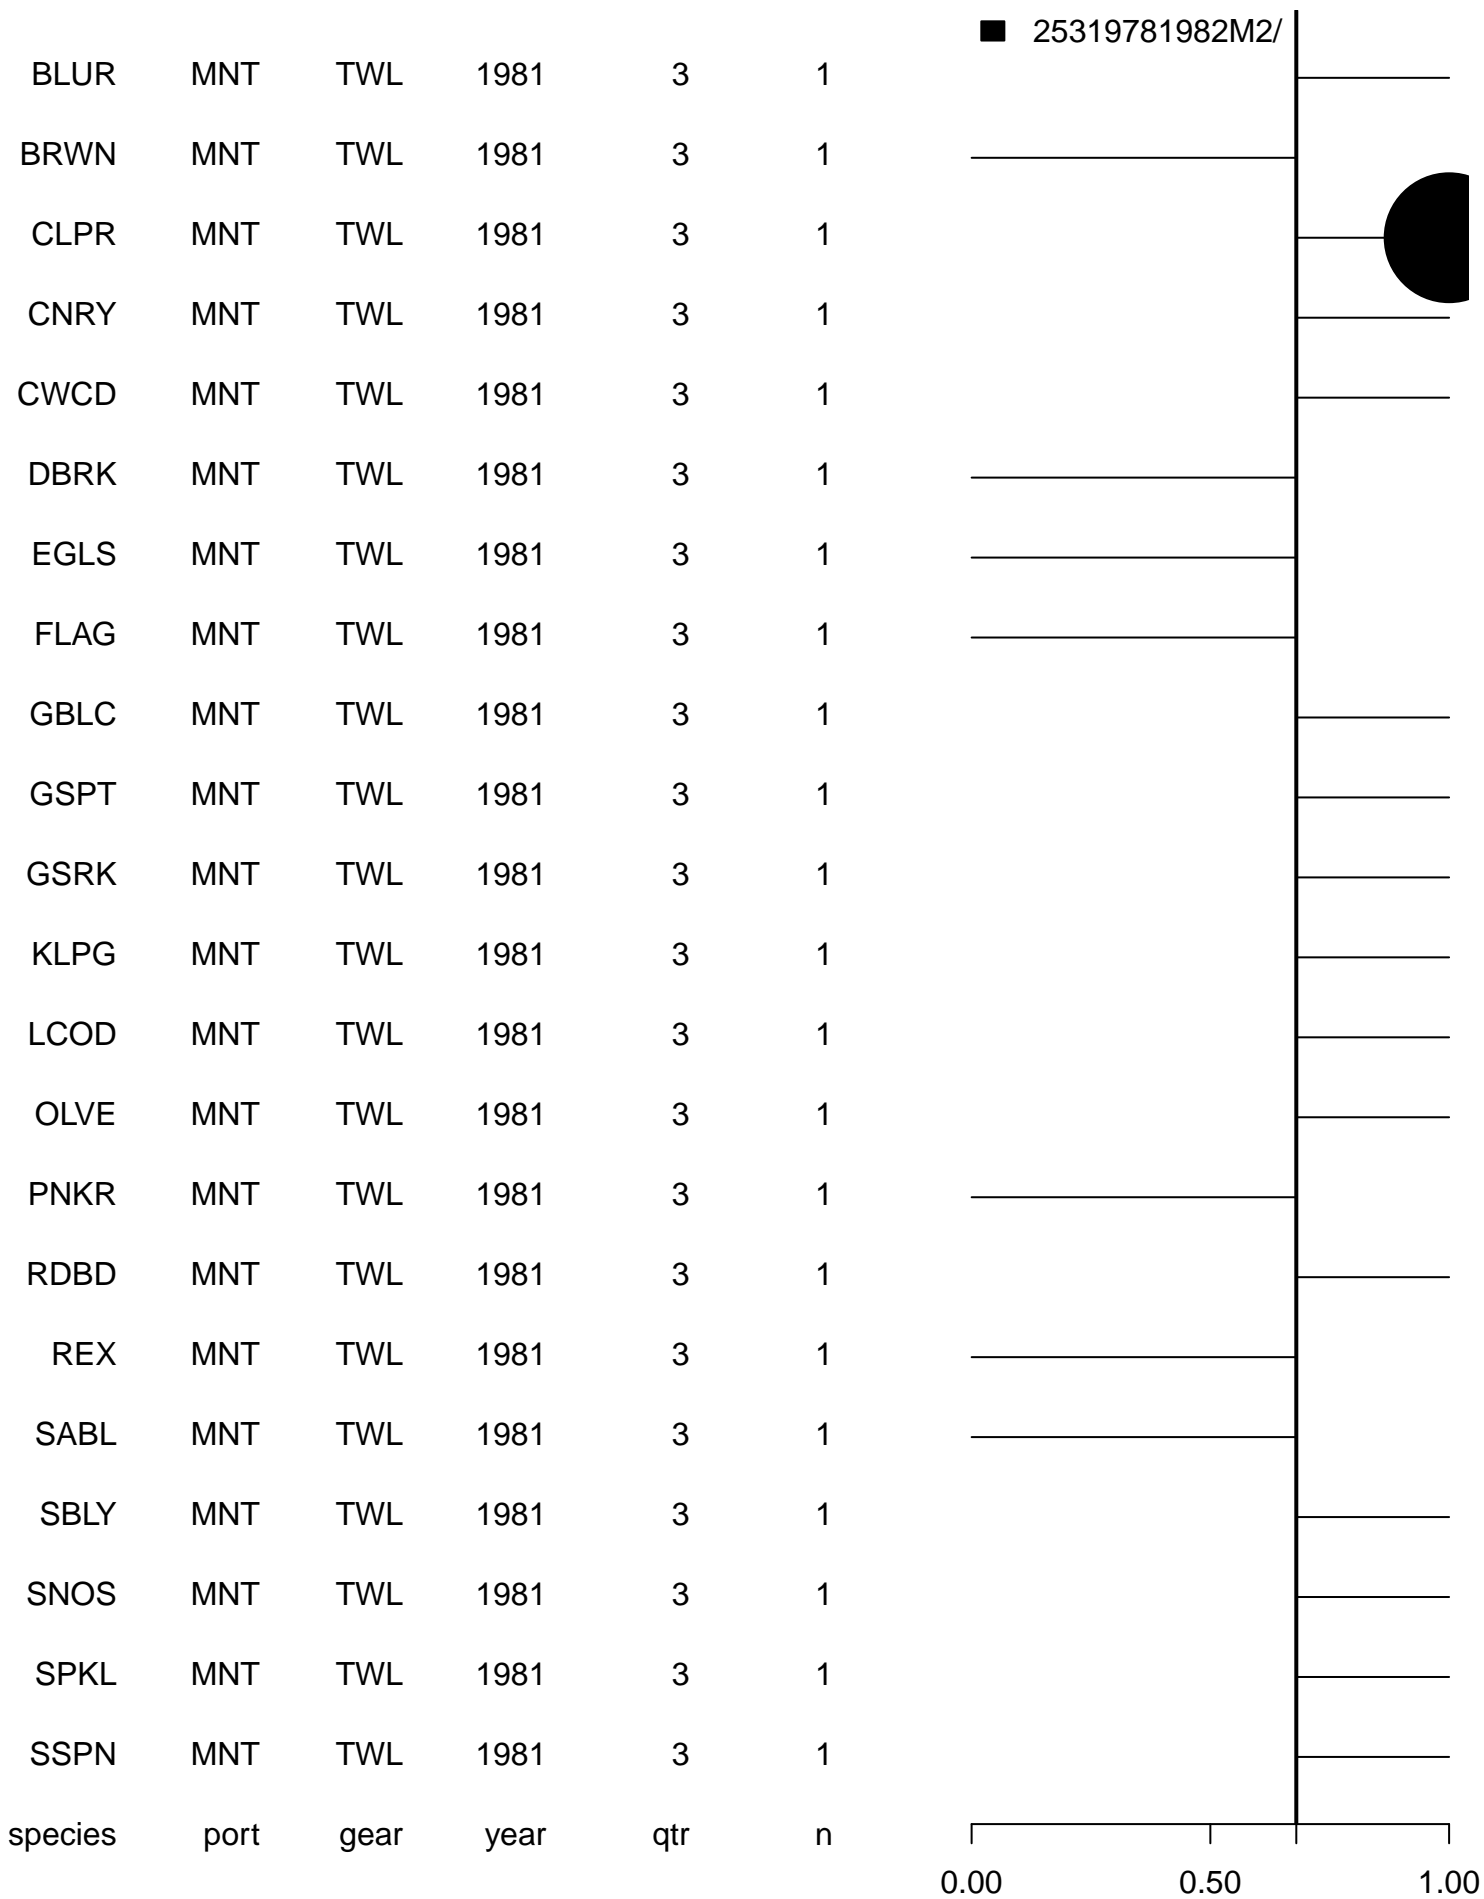 25319781982M2/
BLUR MNT TWL 1981 3 1
BRWN MNT TWL 1981 3 1
CLPR MNT TWL 1981 3 1
CNRY MNT TWL 1981 3 1
CWCD MNT TWL 1981 3 1
DBRK MNT TWL 1981 3 1
EGLS MNT TWL 1981 3 1
FLAG MNT TWL 1981 3 1
GBLC MNT TWL 1981 3 1
GSPT MNT TWL 1981 3 1
GSRK MNT TWL 1981 3 1
KLPG MNT TWL 1981 3 1
LCOD MNT TWL 1981 3 1
OLVE MNT TWL 1981 3 1
PNKR MNT TWL 1981 3 1
RDBD MNT TWL 1981 3 1
REX MNT TWL 1981 3 1
SABL MNT TWL 1981 3 1
SBLY MNT TWL 1981 3 1
SNOS MNT TWL 1981 3 1
SPKL MNT TWL 1981 3 1
SSPN MNT TWL 1981 3 1
species port gear year qtr n
0.00 0.50 1.00